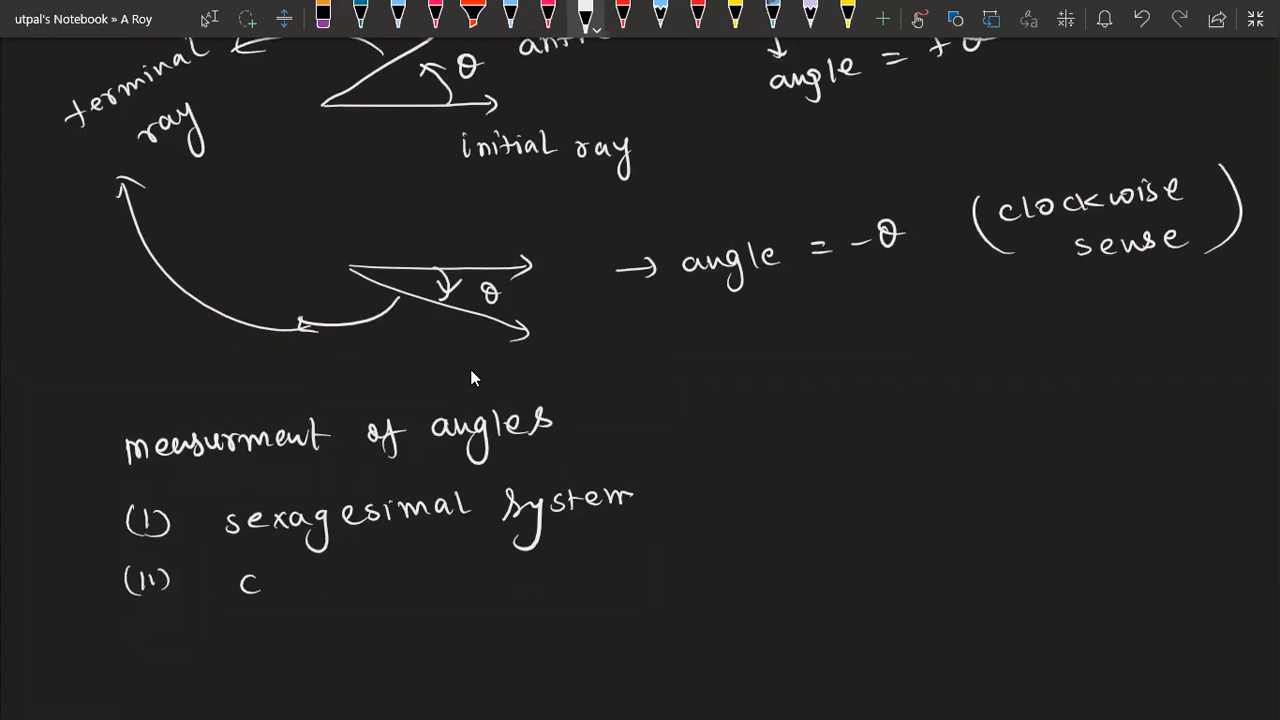 utpal's Notebook » A Roy
terminal
ray
θ
initial ray
angle = +θ
θ
→ angle = -θ (clockwise
sense)
measurment of angles
(I) sexagesimal system
(II) c